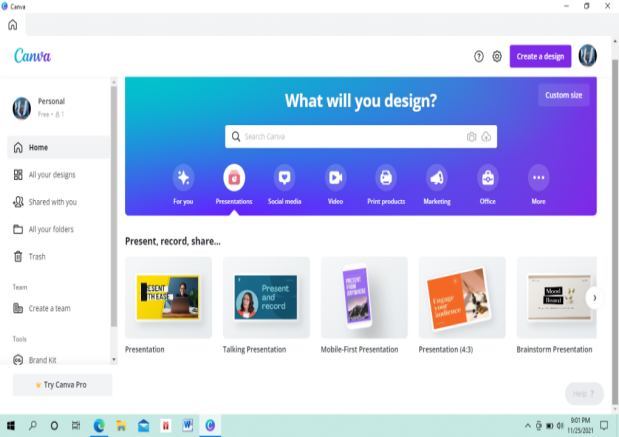 Canva
Canva
Create a design
Personal
Free • 1
What will you design?
Custom size
Search Canva
Home
All your designs
Shared with you
All your folders
Trash
Team
Create a team
Tools
Brand Kit
Try Canva Pro
For you
Presentations
Social media
Video
Print products
Marketing
Office
More
Present, record, share...
PRESENT
WITH EASE
Present
and
record
PRESENT
FROM
ANYWHERE
Engage
your
audience
Mood
Board
Presentation
Talking Presentation
Mobile-First Presentation
Presentation (4:3)
Brainstorm Presentation
Help ?
9:01 PM
11/25/2021